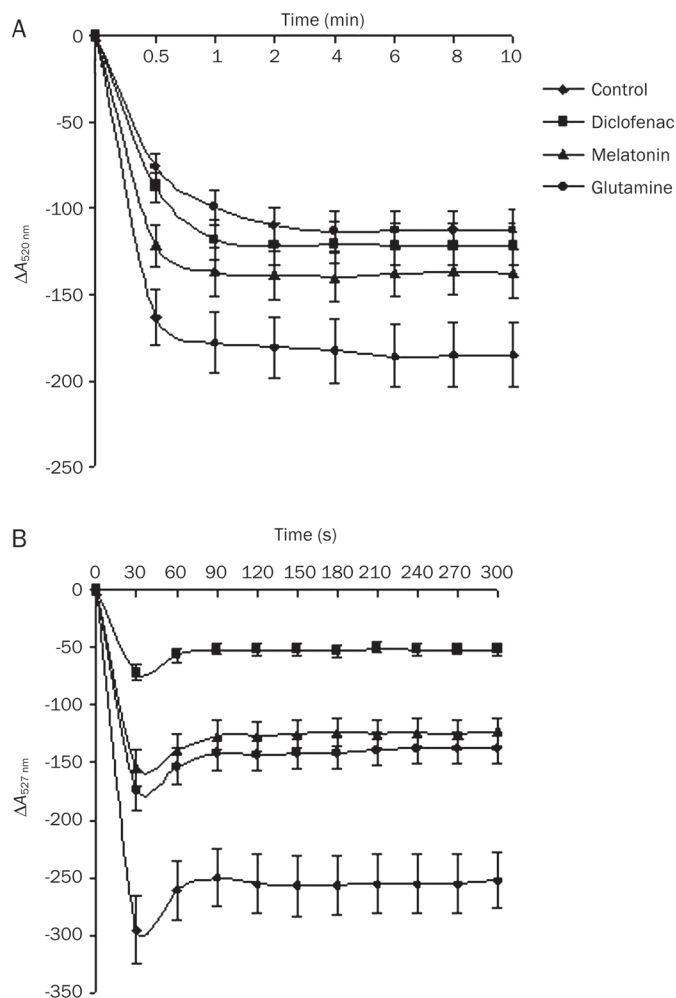 A
Time (min)
0
0.5 1 2 4 6 8 10
-50
-100
-150
-200
-250
ΔA520 nm
Control
Diclofenac
Melatonin
Glutamine
B
Time (s)
0 30 60 90 120 150 180 210 240 270 300
0
-50
-100
-150
-200
-250
-300
-350
ΔA527 nm